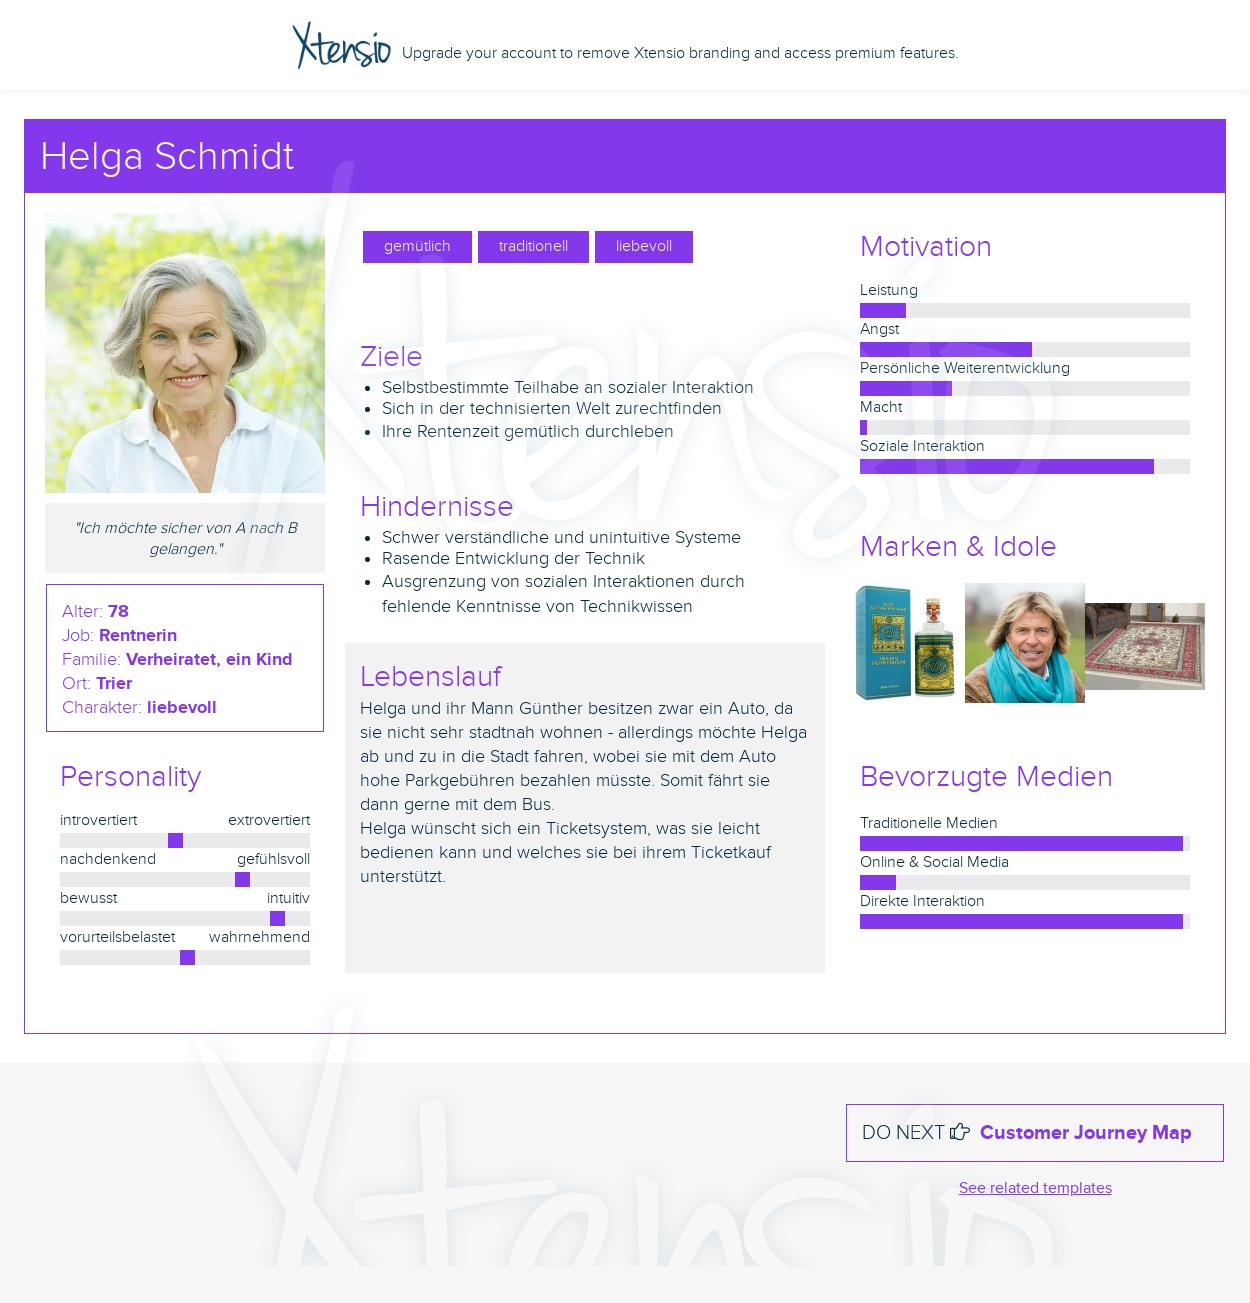 Xtensio Upgrade your account to remove Xtensio branding and access premium features.
Helga Schmidt
gemütlich traditionell liebevoll
Ziele
Selbstbestimmte Teilhabe an sozialer Interaktion
Sich in der technisierten Welt zurechtfinden
Ihre Rentenzeit gemütlich durchleben
Hindernisse
Schwer verständliche und unintuitive Systeme
Rasende Entwicklung der Technik
Ausgrenzung von sozialen Interaktionen durch
fehlende Kenntnisse von Technikwissen
"Ich möchte sicher von A nach B
gelangen."
Alter: 78
Job: Rentnerin
Familie: Verheiratet, ein Kind
Ort: Trier
Charakter: liebevoll
Personality
introvertiert extrovertiert
nachdenkend gefühlsvoll
bewusst intuitiv
vorurteilsbelastet wahrnehmend
Lebenslauf
Helga und ihr Mann Günther besitzen zwar ein Auto, da
sie nicht sehr stadtnah wohnen - allerdings möchte Helga
ab und zu in die Stadt fahren, wobei sie mit dem Auto
hohe Parkgebühren bezahlen müsste. Somit fährt sie
dann gerne mit dem Bus.
Helga wünscht sich ein Ticketsystem, was sie leicht
bedienen kann und welches sie bei ihrem Ticketkauf
unterstützt.
Motivation
Leistung
Angst
Persönliche Weiterentwicklung
Macht
Soziale Interaktion
Marken & Idole
Bevorzugte Medien
Traditionelle Medien
Online & Social Media
Direkte Interaktion
Xtensio
DO NEXT Customer Journey Map
See related templates
Xtensio